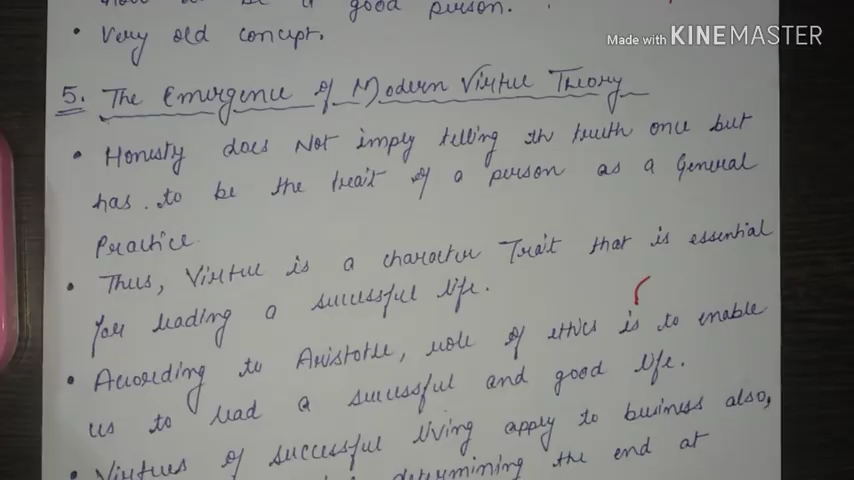 good person.
• Very old concept.
Made with KINEMASTER
5. The Emergence of Modern Virtue Theory
• Honesty does Not imply telling th truth once but
has to be the trait of a person as a General
Practice.
• Thus, Virtue is a character Trait that is essential
for leading a successful life.
• According to Aristotle, role of ethics is to enable
us to lead a successful and good life.
• Virtues of successful living apply to business also,
determining the end at